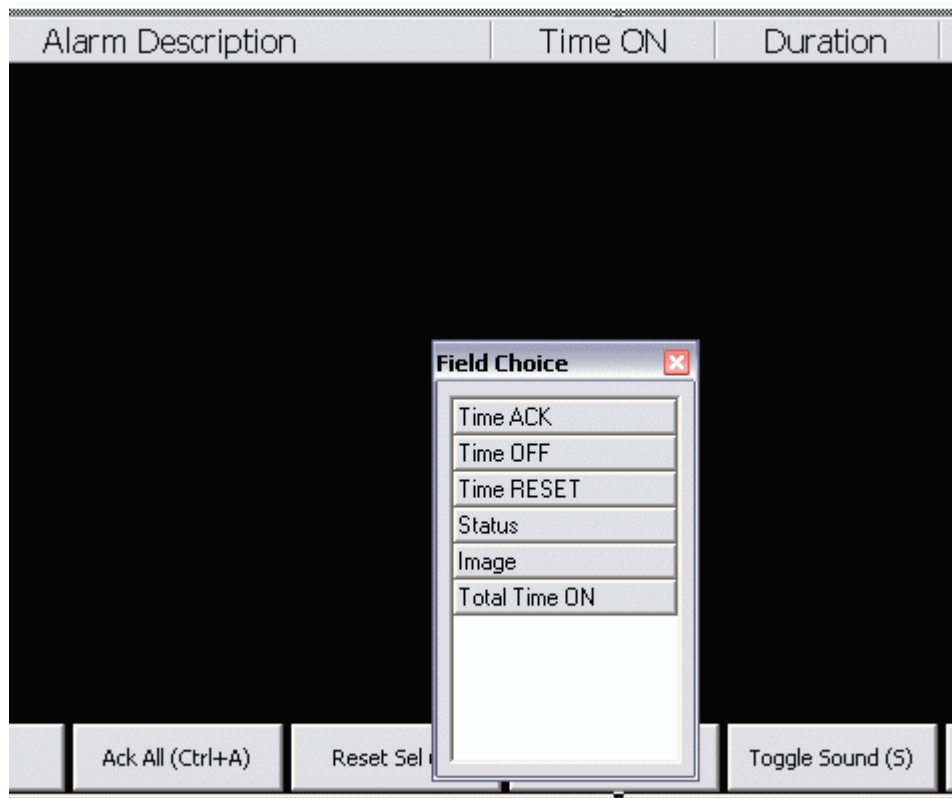 Alarm Description Time ON Duration
Field Choice
Time ACK
Time OFF
Time RESET
Status
Image
Total Time ON
Ack All (Ctrl+A) Reset Sel Toggle Sound (S)